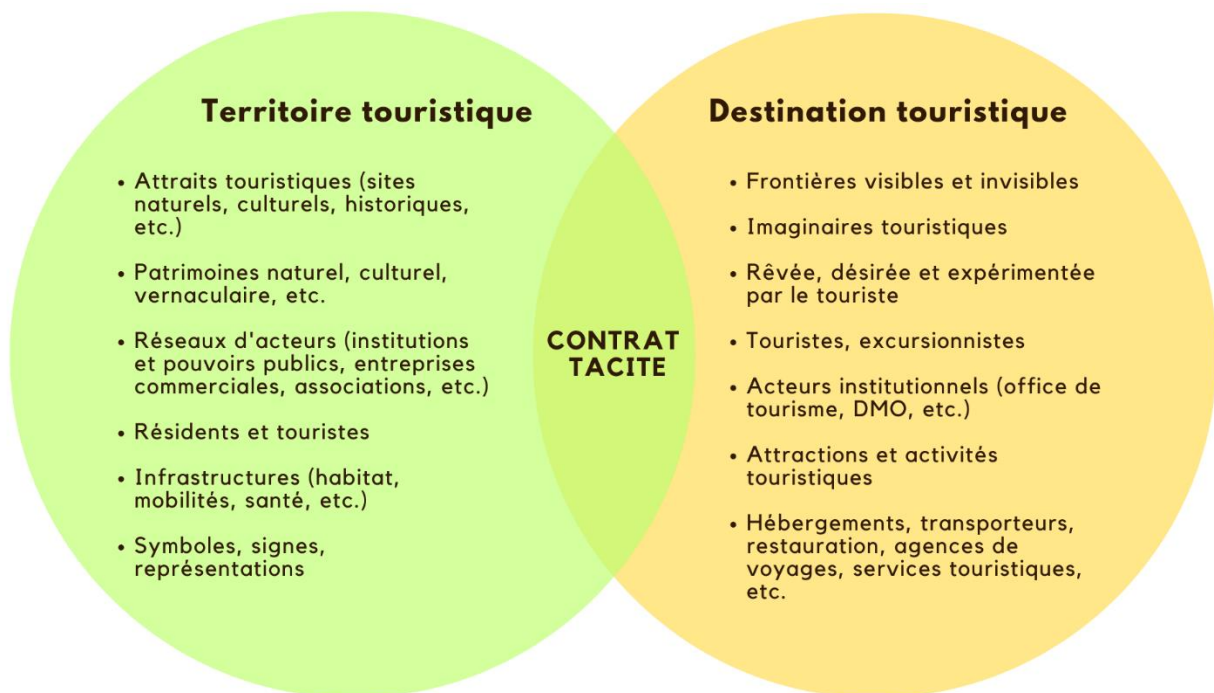 Territoire touristique
• Attraits touristiques (sites
naturels, culturels, historiques,
etc.)
• Patrimoines naturel, culturel,
vernaculaire, etc.
• Réseaux d'acteurs (institutions
et pouvoirs publics, entreprises
commerciales, associations, etc.)
• Résidents et touristes
• Infrastructures (habitat,
mobilités, santé, etc.)
• Symboles, signes,
représentations
CONTRAT
TACITE
Destination touristique
• Frontières visibles et invisibles
• Imaginaires touristiques
• Rêvée, désirée et expérimentée
par le touriste
• Touristes, excursionnistes
• Acteurs institutionnels (office de
tourisme, DMO, etc.)
• Attractions et activités
touristiques
• Hébergements, transporteurs,
restauration, agences de
voyages, services touristiques,
etc.